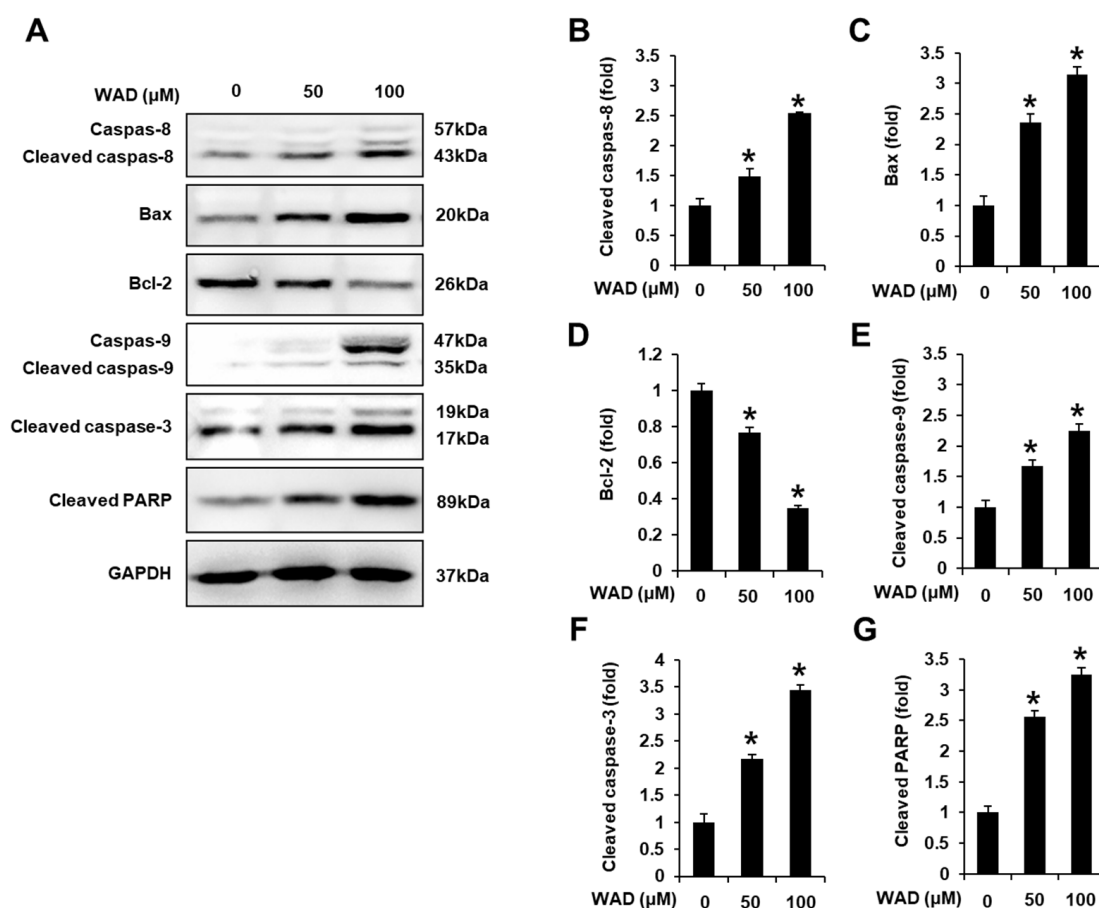 A
WAD (μM) 0 50 100
Caspas-8 57kDa
Cleaved caspas-8 43kDa
Bax 20kDa
Bcl-2 26kDa
Caspas-9 47kDa
Cleaved caspas-9 35kDa
19kDa
Cleaved caspase-3
17kDa
Cleaved PARP 89kDa
GAPDH 37kDa
B
Cleaved caspas-8 (fold)
3.5
3
2.5
2
1.5
1
0.5
0
* *
WAD (μM) 0 50 100
C
Bax (fold)
3.5
3
2.5
2
1.5
1
0.5
0
* *
WAD (μM) 0 50 100
D
Bcl-2 (fold)
1.2
1
0.8
0.6
0.4
0.2
0
* *
WAD (μM) 0 50 100
E
Cleaved caspase-9 (fold)
3.5
3
2.5
2
1.5
1
0.5
0
* *
WAD (μM) 0 50 100
F
Cleaved caspase-3 (fold)
4
3.5
3
2.5
2
1.5
1
0.5
0
* *
WAD (μM) 0 50 100
G
Cleaved PARP (fold)
3.5
3
2.5
2
1.5
1
0.5
0
* *
WAD (μM) 0 50 100